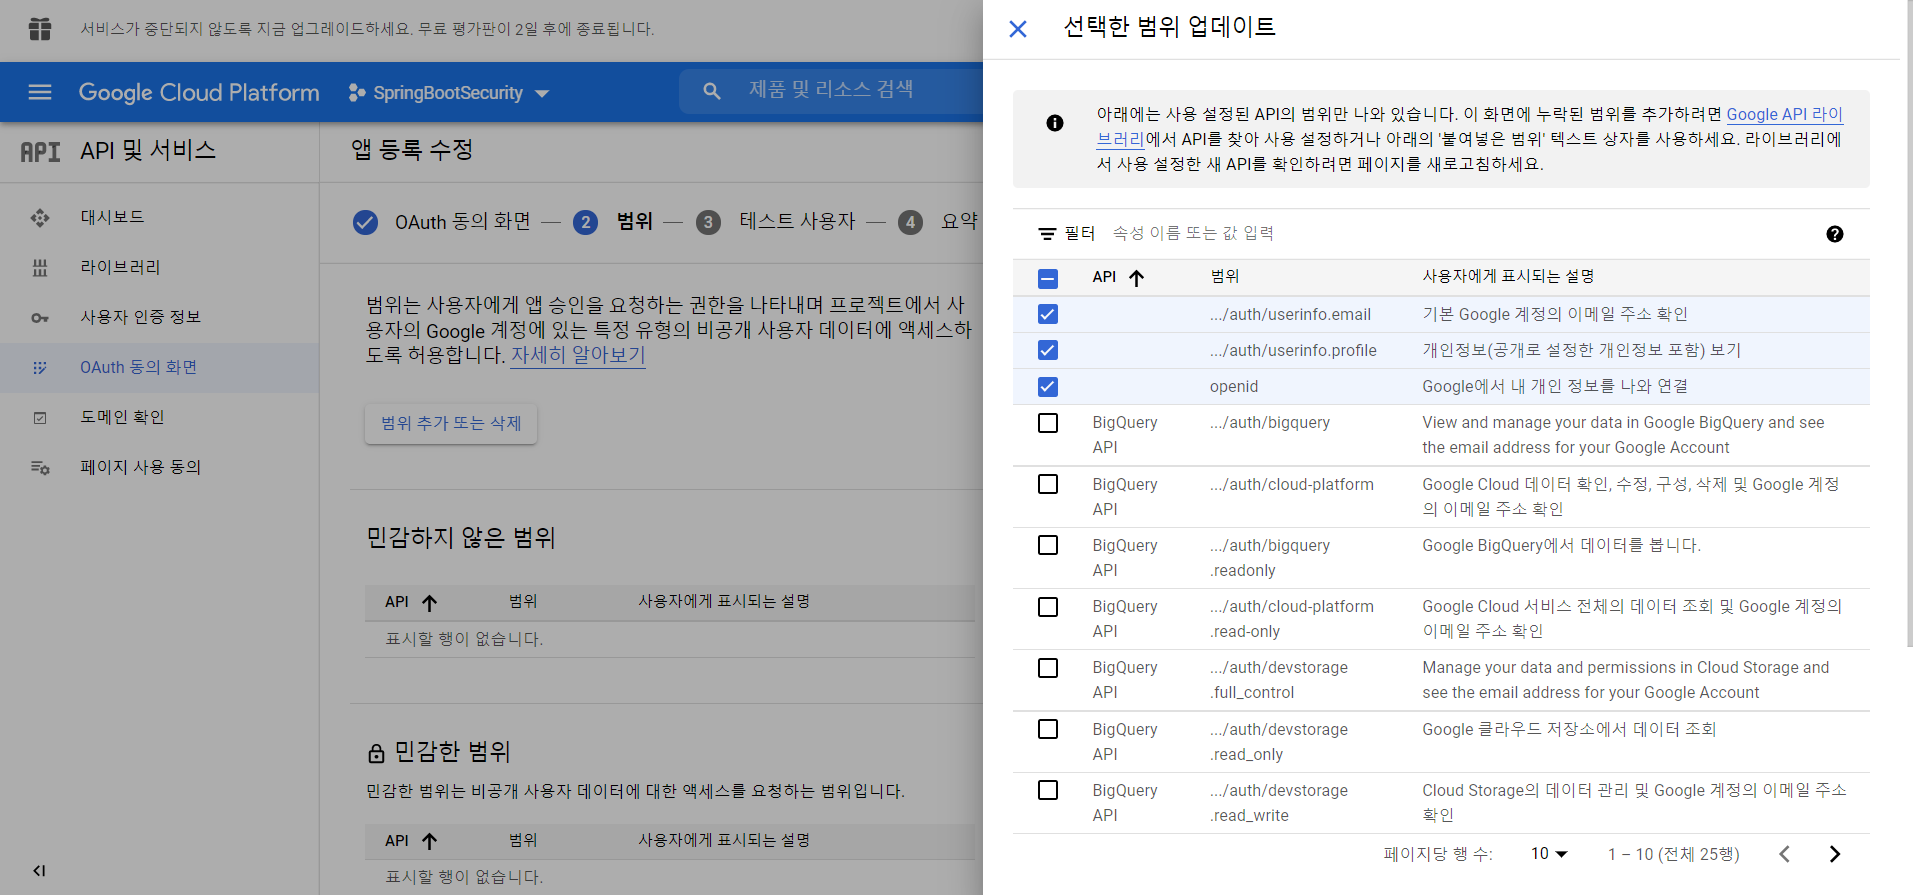 서비스가 중단되지 않도록 지금 업그레이드하세요. 무료 평가판이 2일 후에 종료됩니다.
Google Cloud Platform
SpringBootSecurity
제품 및 리소스 검색
API
API 및 서비스
대시보드
라이브러리
사용자 인증 정보
OAuth 동의 화면
도메인 확인
페이지 사용 동의
앱 등록 수정
OAuth 동의 화면 — 2 범위 — 3 테스트 사용자 — 4 요약
범위는 사용자에게 앱 승인을 요청하는 권한을 나타내며 프로젝트에서 사
용자의 Google 계정에 있는 특정 유형의 비공개 사용자 데이터에 액세스하
도록 허용합니다. 자세히 알아보기
범위 추가 또는 삭제
민감하지 않은 범위
API 범위 사용자에게 표시되는 설명
표시할 행이 없습니다.
민감한 범위
민감한 범위는 비공개 사용자 데이터에 대한 액세스를 요청하는 범위입니다.
API 범위 사용자에게 표시되는 설명
표시할 행이 없습니다.
선택한 범위 업데이트
아래에는 사용 설정된 API의 범위만 나와 있습니다. 이 화면에 누락된 범위를 추가하려면 Google API 라이
브러리에서 API를 찾아 사용 설정하거나 아래의 '붙여넣은 범위' 텍스트 상자를 사용하세요. 라이브러리에
서 사용 설정한 새 API를 확인하려면 페이지를 새로고침하세요.
필터 속성 이름 또는 값 입력
API 범위 사용자에게 표시되는 설명
.../auth/userinfo.email 기본 Google 계정의 이메일 주소 확인
.../auth/userinfo.profile 개인정보(공개로 설정한 개인정보 포함) 보기
openid Google에서 내 개인 정보를 나와 연결
BigQuery .../auth/bigquery View and manage your data in Google BigQuery and see
API the email address for your Google Account
BigQuery .../auth/cloud-platform Google Cloud 데이터 확인, 수정, 구성, 삭제 및 Google 계정
API 의 이메일 주소 확인
BigQuery .../auth/bigquery Google BigQuery에서 데이터를 봅니다.
API .readonly
BigQuery .../auth/cloud-platform Google Cloud 서비스 전체의 데이터 조회 및 Google 계정의
API .read-only 이메일 주소 확인
BigQuery .../auth/devstorage Manage your data and permissions in Cloud Storage and
API .full_control see the email address for your Google Account
BigQuery .../auth/devstorage Google 클라우드 저장소에서 데이터 조회
API .read_only
BigQuery .../auth/devstorage Cloud Storage의 데이터 관리 및 Google 계정의 이메일 주소
API .read_write 확인
페이지당 행 수: 10 1 – 10 (전체 25행)